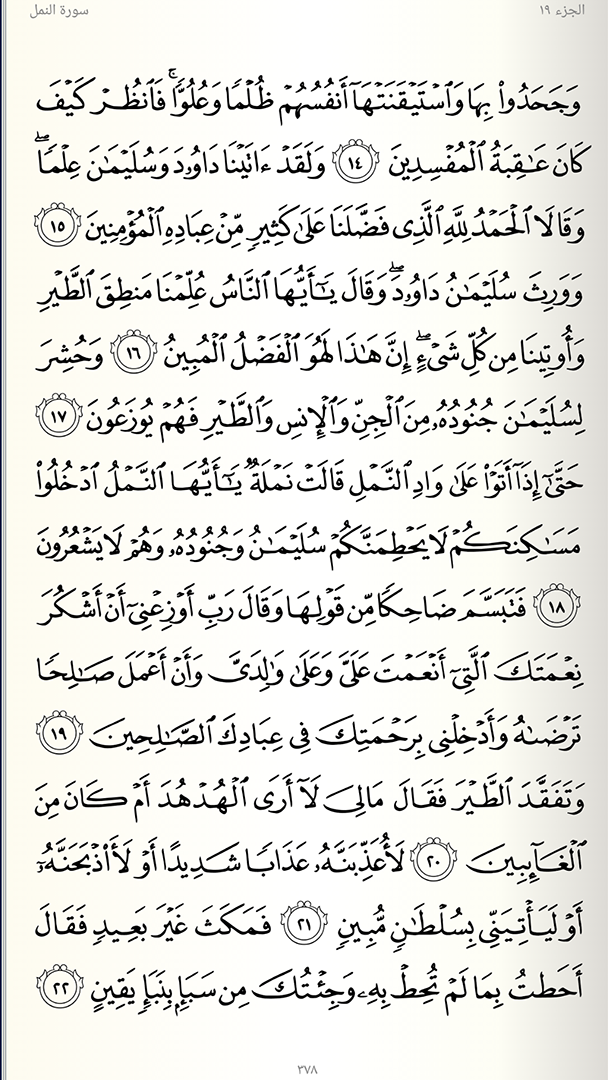 الجزء ١٩ سورة النمل
وَجَحَدُوا۟ بِهَا وَٱسْتَيْقَنَتْهَآ أَنفُسُهُمْ ظُلْمًا وَعُلُوًّا ۚ فَٱنظُرْ كَيْفَ
كَانَ عَـٰقِبَةُ ٱلْمُفْسِدِينَ ١٤ وَلَقَدْ ءَاتَيْنَا دَاوُۥدَ وَسُلَيْمَـٰنَ عِلْمًا ۖ
وَقَالَا ٱلْحَمْدُ لِلَّهِ ٱلَّذِى فَضَّلَنَا عَلَىٰ كَثِيرٍ مِّنْ عِبَادِهِ ٱلْمُؤْمِنِينَ ١٥
وَوَرِثَ سُلَيْمَـٰنُ دَاوُۥدَ ۖ وَقَالَ يَـٰٓأَيُّهَا ٱلنَّاسُ عُلِّمْنَا مَنطِقَ ٱلطَّيْرِ
وَأُوتِينَا مِن كُلِّ شَىْءٍ ۖ إِنَّ هَـٰذَا لَهُوَ ٱلْفَضْلُ ٱلْمُبِينُ ١٦ وَحُشِرَ
لِسُلَيْمَـٰنَ جُنُودُهُۥ مِنَ ٱلْجِنِّ وَٱلْإِنسِ وَٱلطَّيْرِ فَهُمْ يُوزَعُونَ ١٧
حَتَّىٰٓ إِذَآ أَتَوْا۟ عَلَىٰ وَادِ ٱلنَّمْلِ قَالَتْ نَمْلَةٌ يَـٰٓأَيُّهَا ٱلنَّمْلُ ٱدْخُلُوا۟
مَسَـٰكِنَكُمْ لَا يَحْطِمَنَّكُمْ سُلَيْمَـٰنُ وَجُنُودُهُۥ وَهُمْ لَا يَشْعُرُونَ
١٨ فَتَبَسَّمَ ضَاحِكًا مِّن قَوْلِهَا وَقَالَ رَبِّ أَوْزِعْنِىٓ أَنْ أَشْكُرَ
نِعْمَتَكَ ٱلَّتِىٓ أَنْعَمْتَ عَلَىَّ وَعَلَىٰ وَٰلِدَىَّ وَأَنْ أَعْمَلَ صَـٰلِحًا
تَرْضَىٰهُ وَأَدْخِلْنِى بِرَحْمَتِكَ فِى عِبَادِكَ ٱلصَّـٰلِحِينَ ١٩
وَتَفَقَّدَ ٱلطَّيْرَ فَقَالَ مَالِىَ لَآ أَرَى ٱلْهُدْهُدَ أَمْ كَانَ مِنَ
ٱلْغَآئِبِينَ ٢٠ لَأُعَذِّبَنَّهُۥ عَذَابًا شَدِيدًا أَوْ لَأَا۟ذْبَحَنَّهُۥٓ
أَوْ لَيَأْتِيَنِّى بِسُلْطَـٰنٍ مُّبِينٍ ٢١ فَمَكَثَ غَيْرَ بَعِيدٍ فَقَالَ
أَحَطتُ بِمَا لَمْ تُحِطْ بِهِۦ وَجِئْتُكَ مِن سَبَإٍۭ بِنَبَإٍ يَقِينٍ ٢٢
٣٧٨